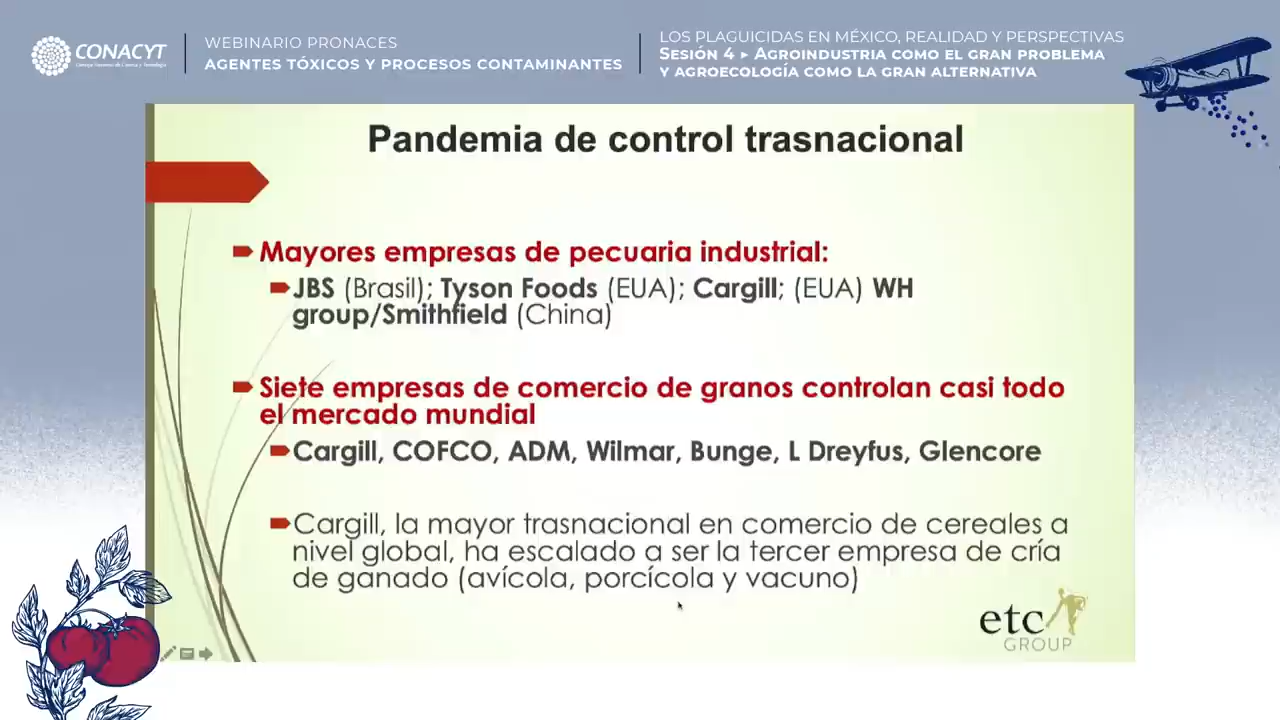 CONACYT
WEBINARIO PRONACES
AGENTES TÓXICOS Y PROCESOS CONTAMINANTES
LOS PLAGUICIDAS EN MÉXICO, REALIDAD Y PERSPECTIVAS
SESIÓN 4 ▸ AGROINDUSTRIA COMO EL GRAN PROBLEMA
Y AGROECOLOGÍA COMO LA GRAN ALTERNATIVA
Pandemia de control trasnacional
Mayores empresas de pecuaria industrial:
JBS (Brasil); Tyson Foods (EUA); Cargill; (EUA) WH
group/Smithfield (China)
Siete empresas de comercio de granos controlan casi todo
el mercado mundial
Cargill, COFCO, ADM, Wilmar, Bunge, L Dreyfus, Glencore
Cargill, la mayor trasnacional en comercio de cereales a
nivel global, ha escalado a ser la tercer empresa de cría
de ganado (avícola, porcícola y vacuno)
etc
GROUP